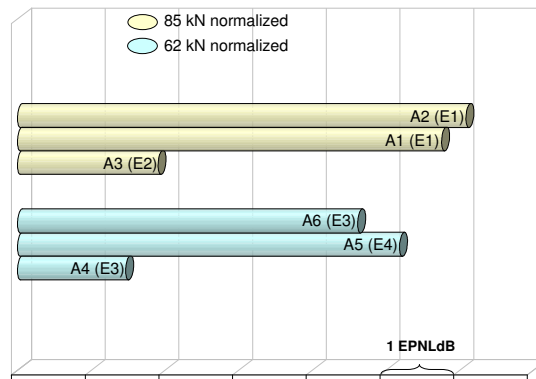 85 kN normalized
62 kN normalized
A2 (E1)
A1 (E1)
A3 (E2)
A6 (E3)
A5 (E4)
A4 (E3)
1 EPNLdB